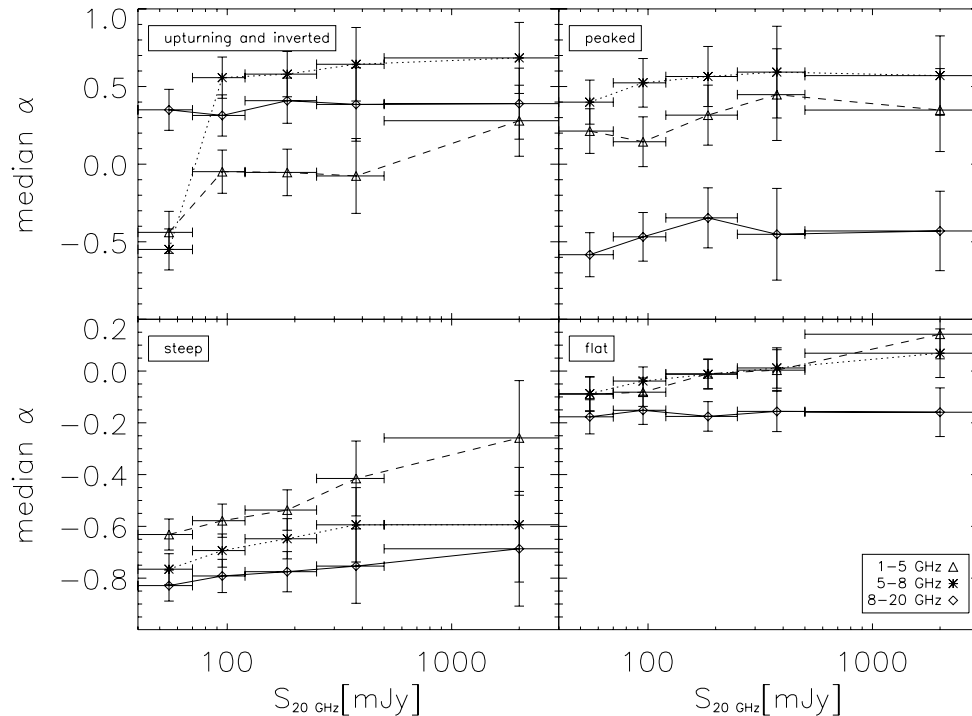 1.0
0.5
0.0
−0.5
median α
upturning and inverted
peaked
0.2
0.0
−0.2
−0.4
−0.6
−0.8
median α
steep
flat
1−5 GHz
5−8 GHz
8−20 GHz
100
1000
100
1000
S20 GHz[mJy]
S20 GHz[mJy]